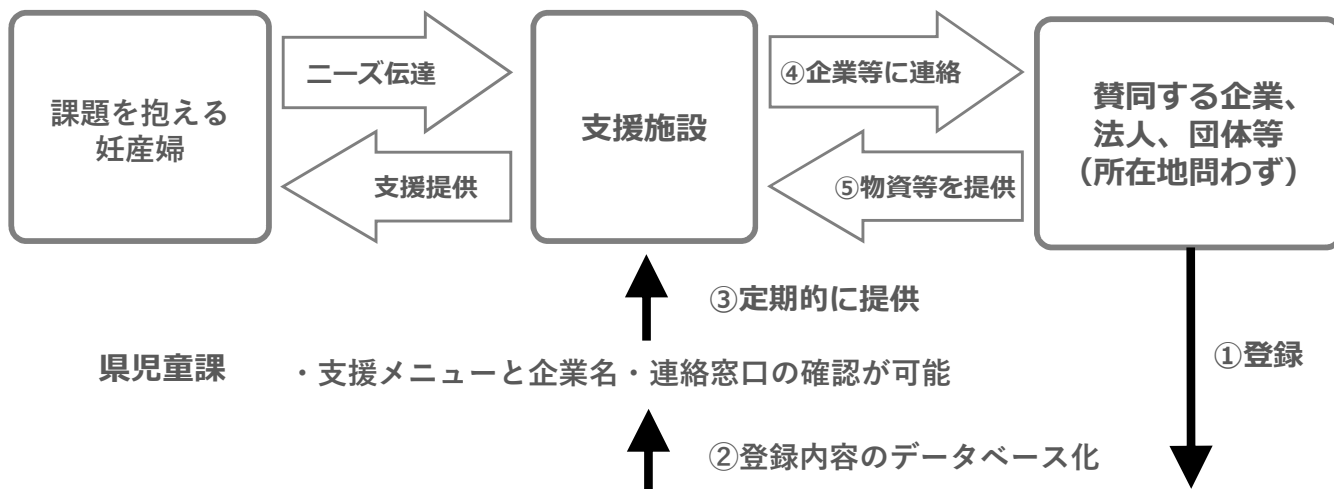 課題を抱える
妊産婦
ニーズ伝達
支援提供
支援施設
④企業等に連絡
⑤物資等を提供
賛同する企業、
法人、団体等
（所在地問わず）
③定期的に提供
①登録
県児童課
・支援メニューと企業名・連絡窓口の確認が可能
②登録内容のデータベース化